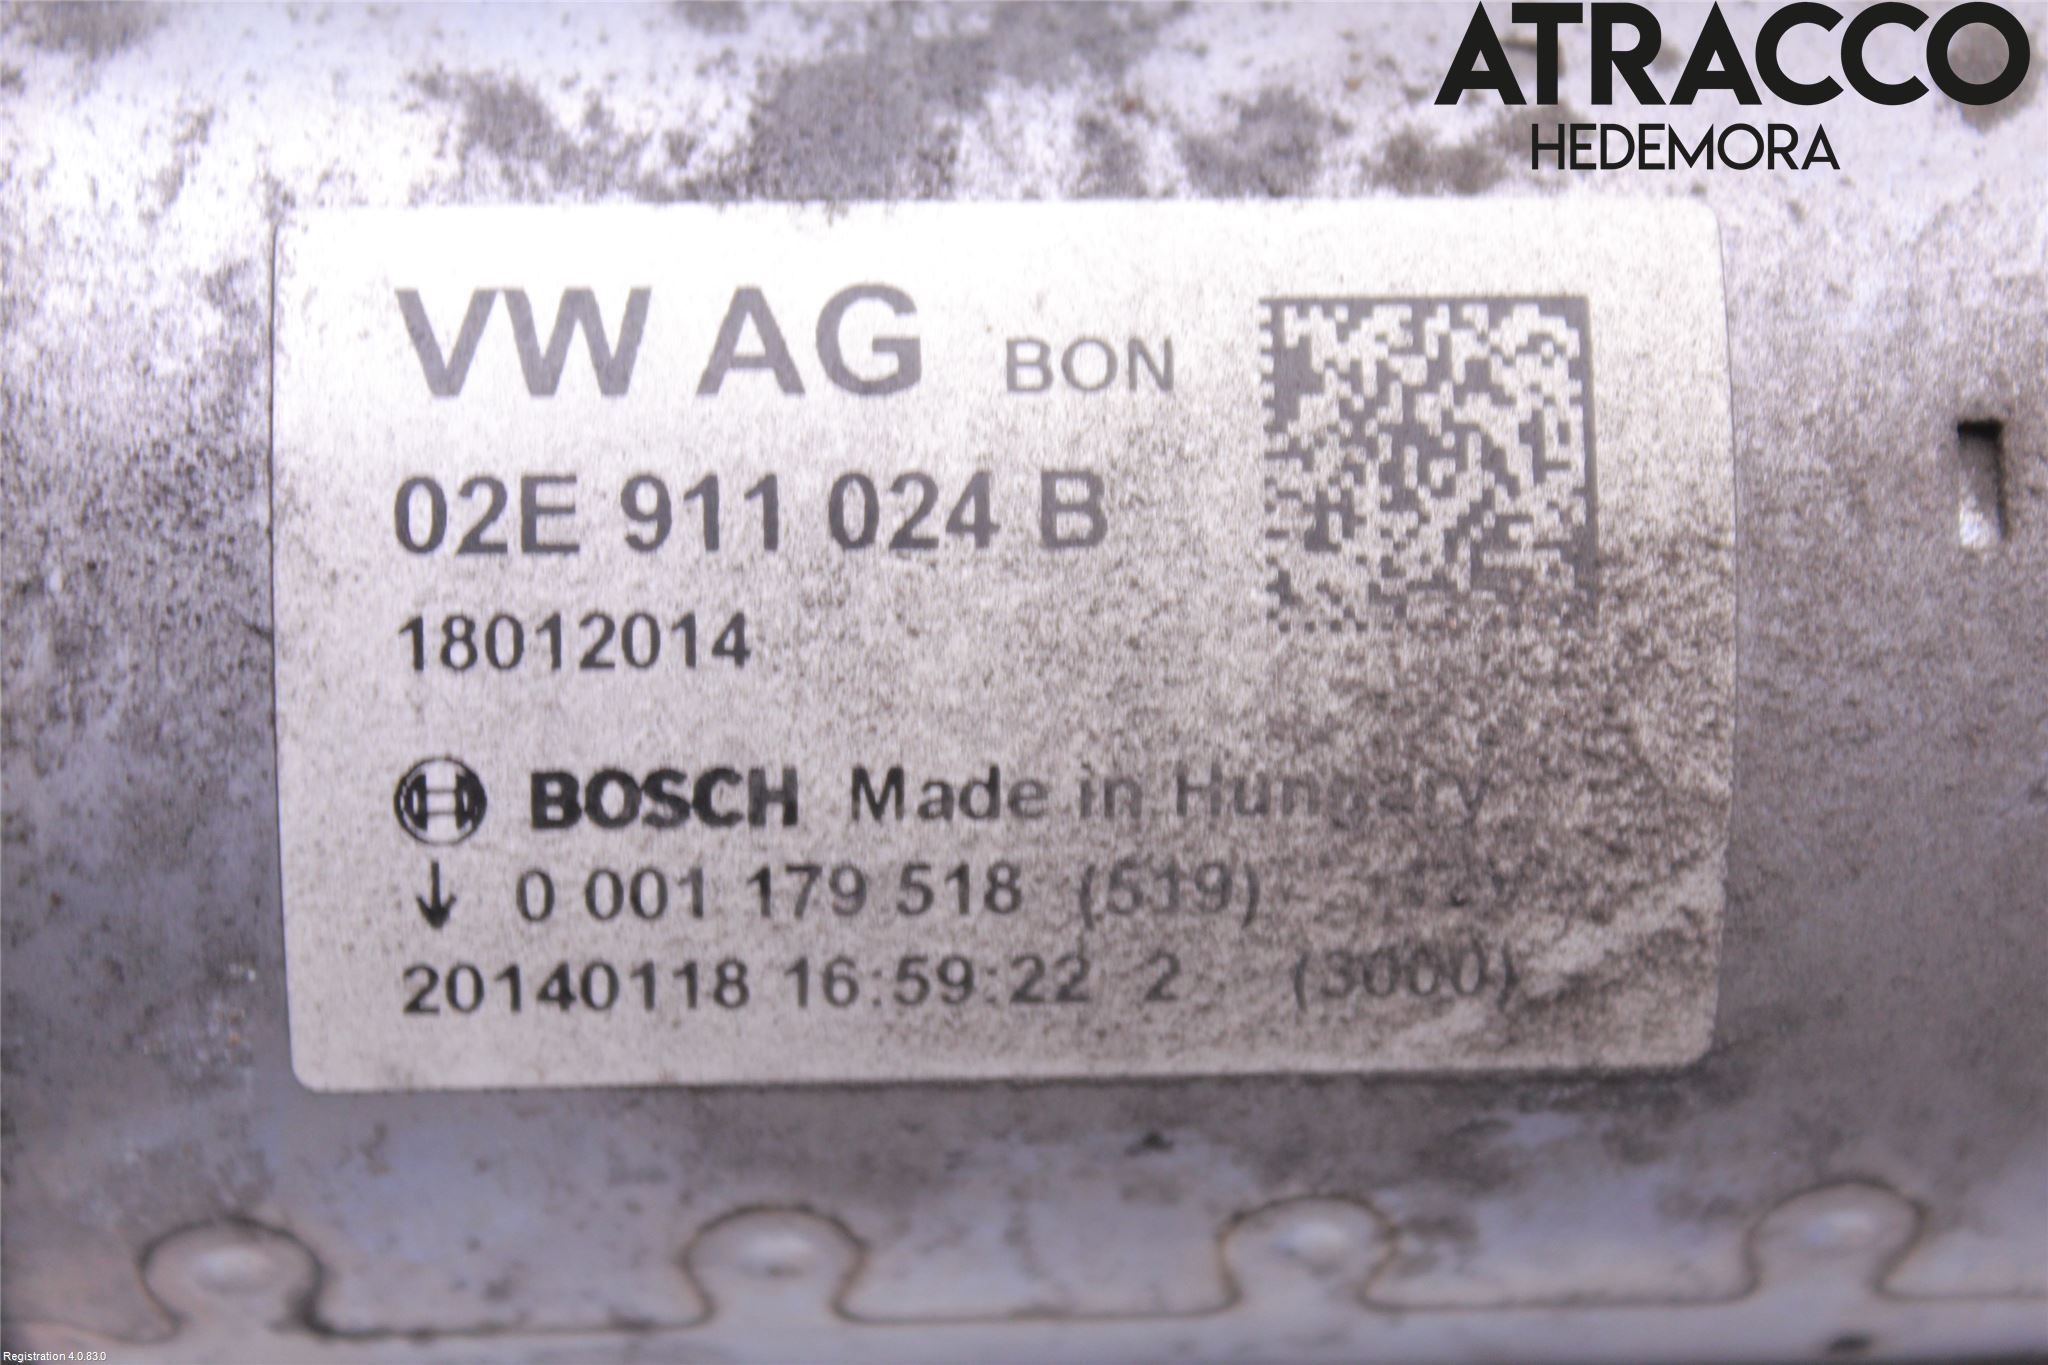 ATRACCO
HEDEMORA
VW AG BON
02E 911 024 B
18012014
BOSCH Made in Hungary
↓ 0 001 179 518 (519)
20140118 16:59:22 2 (3000)
Registration 4.0.83.0